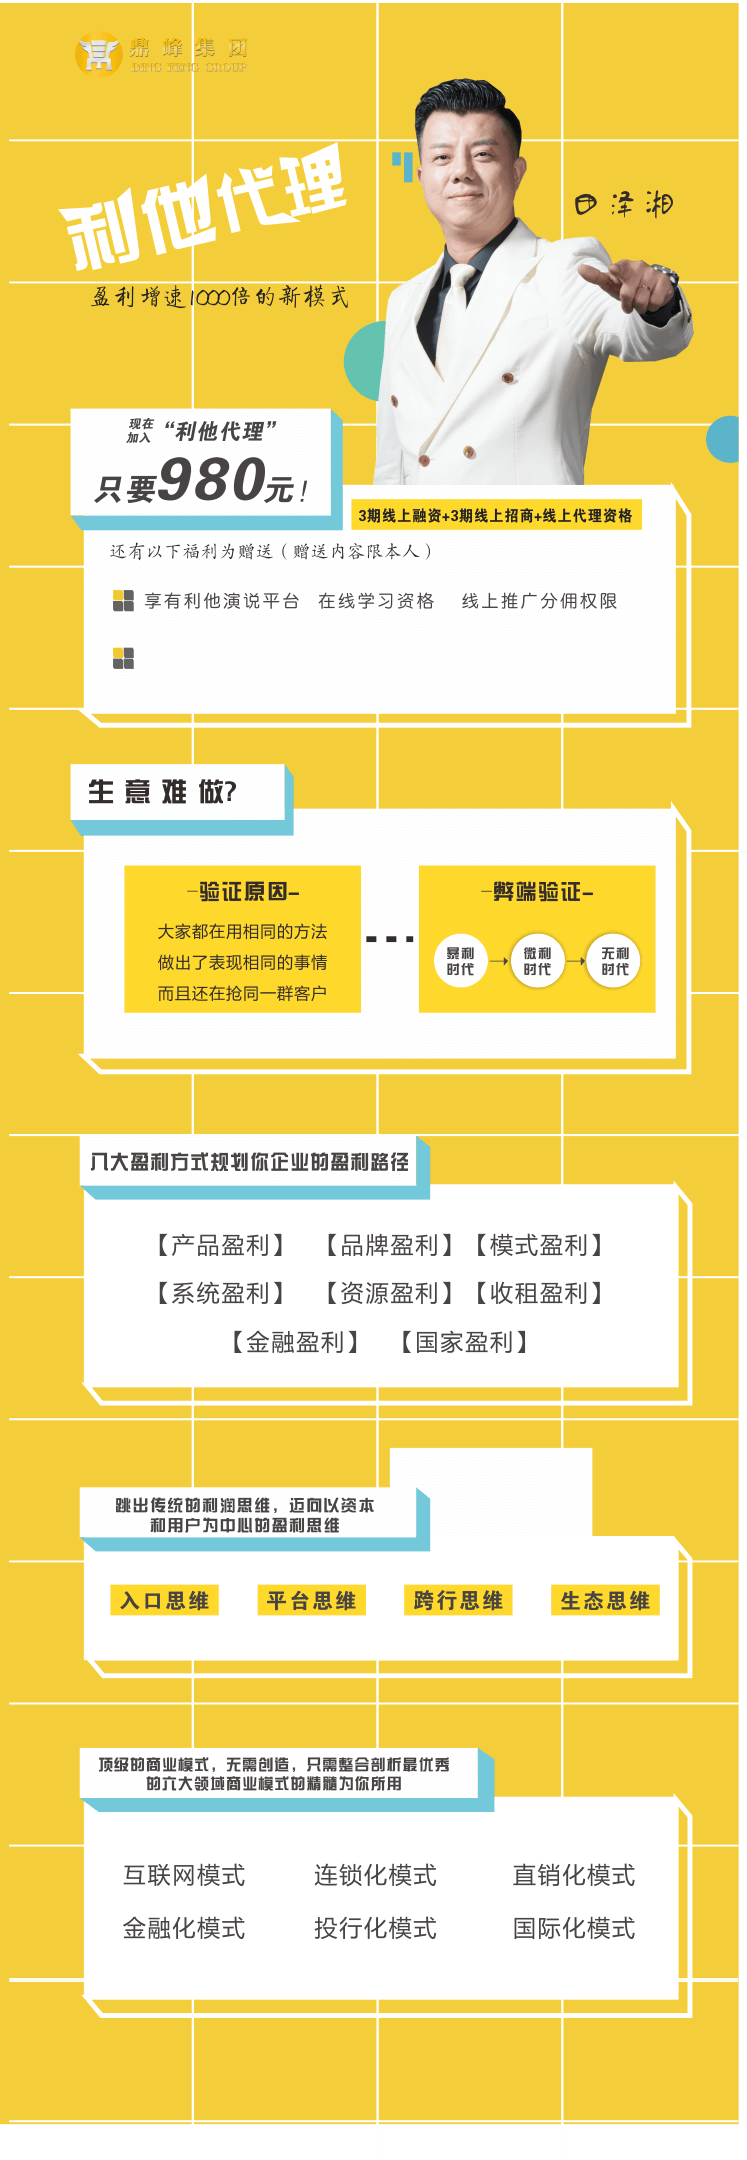 鼎蜂集团
DING FENG GROUP
利他代理
田泽湘
盈利增速1000倍的新模式
现在
加入
“利他代理”
只要980元！
3期线上融资+3期线上招商+线上代理资格
还有以下福利为赠送（赠送内容限本人）
享有利他演说平台 在线学习资格 线上推广分佣权限
生意难做?
–验证原因–
大家都在用相同的方法
做出了表现相同的事情
而且还在抢同一群客户
–弊端验证–
暴利
时代
微利
时代
无利
时代
八大盈利方式规划你企业的盈利路径
【产品盈利】 【品牌盈利】【模式盈利】
【系统盈利】 【资源盈利】【收租盈利】
【金融盈利】 【国家盈利】
跳出传统的利润思维，迈向以资本
和用户为中心的盈利思维
入口思维 平台思维 跨行思维 生态思维
顶级的商业模式，无需创造，只需整合剖析最优秀
的六大领域商业模式的精髓为你所用
互联网模式 连锁化模式 直销化模式
金融化模式 投行化模式 国际化模式